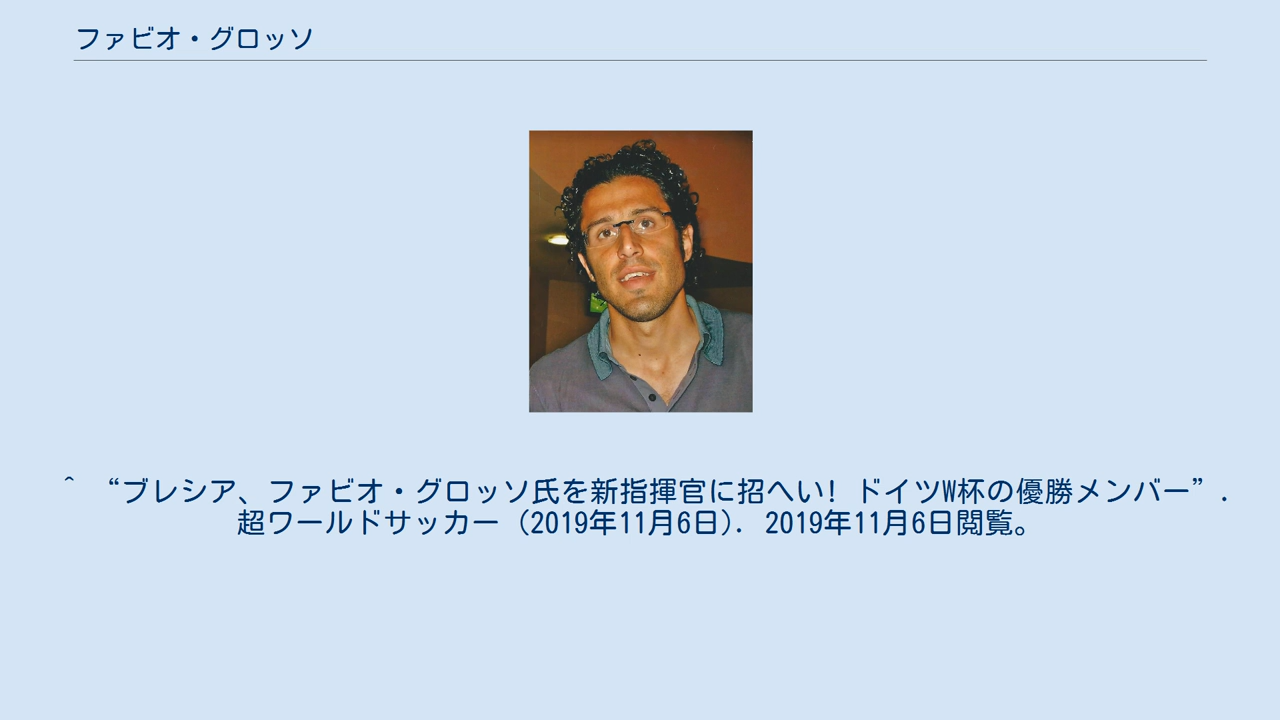 ファビオ・グロッソ
^ “ブレシア、ファビオ・グロッソ氏を新指揮官に招へい! ドイツW杯の優勝メンバー”.
超ワールドサッカー (2019年11月6日). 2019年11月6日閲覧。